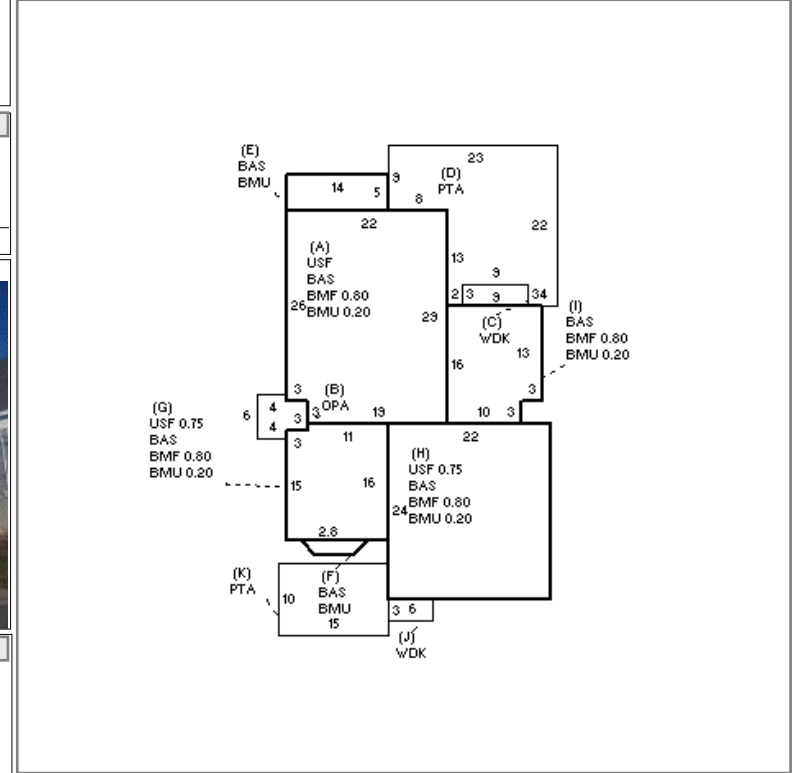 (E)
BAS
BMU
23
9
(D)
PTA
14
5
8
22
22
(A)
USF
BAS
BMF 0.80
BMU 0.20
26
29
13
9
2
3
9
34
(C)
WDK
(I)
BAS
BMF 0.80
BMU 0.20
16
13
3
3
(B)
OPA
3
19
10
3
6
4
4
3
3
(G)
USF 0.75
BAS
BMF 0.80
BMU 0.20
11
22
(H)
USF 0.75
BAS
BMF 0.80
BMU 0.20
15
16
24
2.8
(K)
PTA
10
(F)
BAS
BMU
15
3
6
(J)
WDK